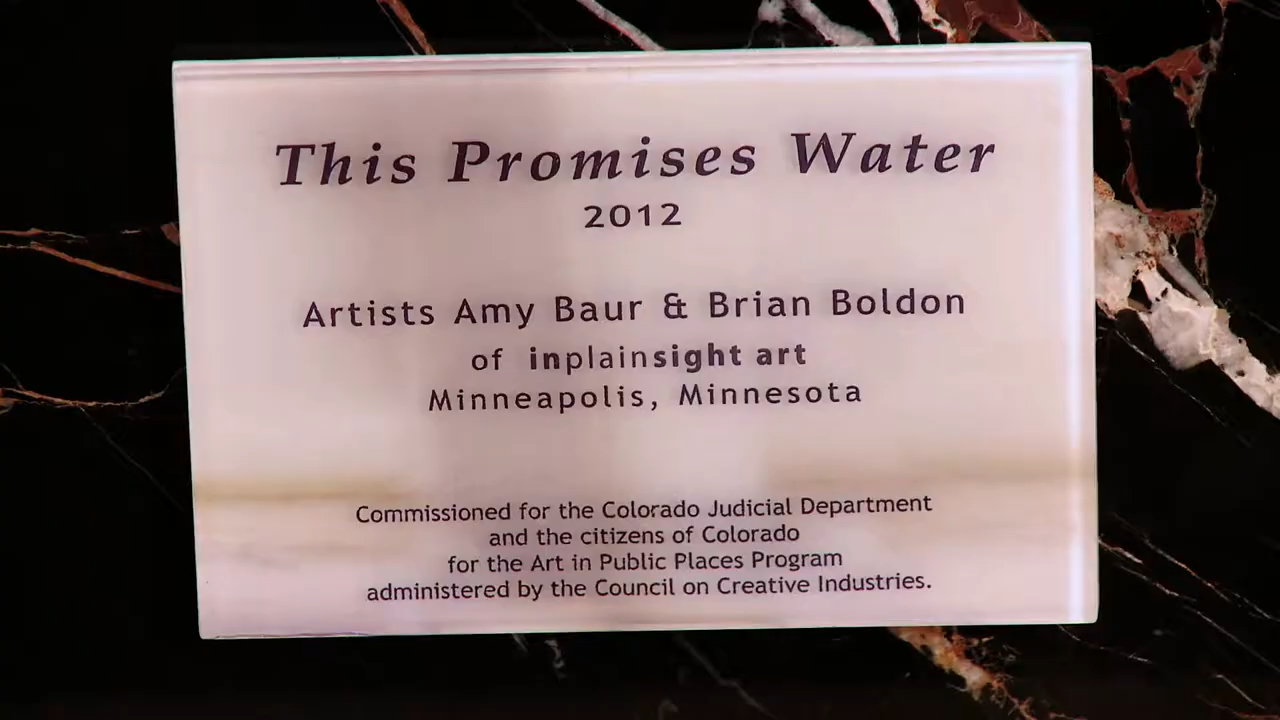 This Promises Water
2012
Artists Amy Baur & Brian Boldon
of inplainsight art
Minneapolis, Minnesota
Commissioned for the Colorado Judicial Department
and the citizens of Colorado
for the Art in Public Places Program
administered by the Council on Creative Industries.